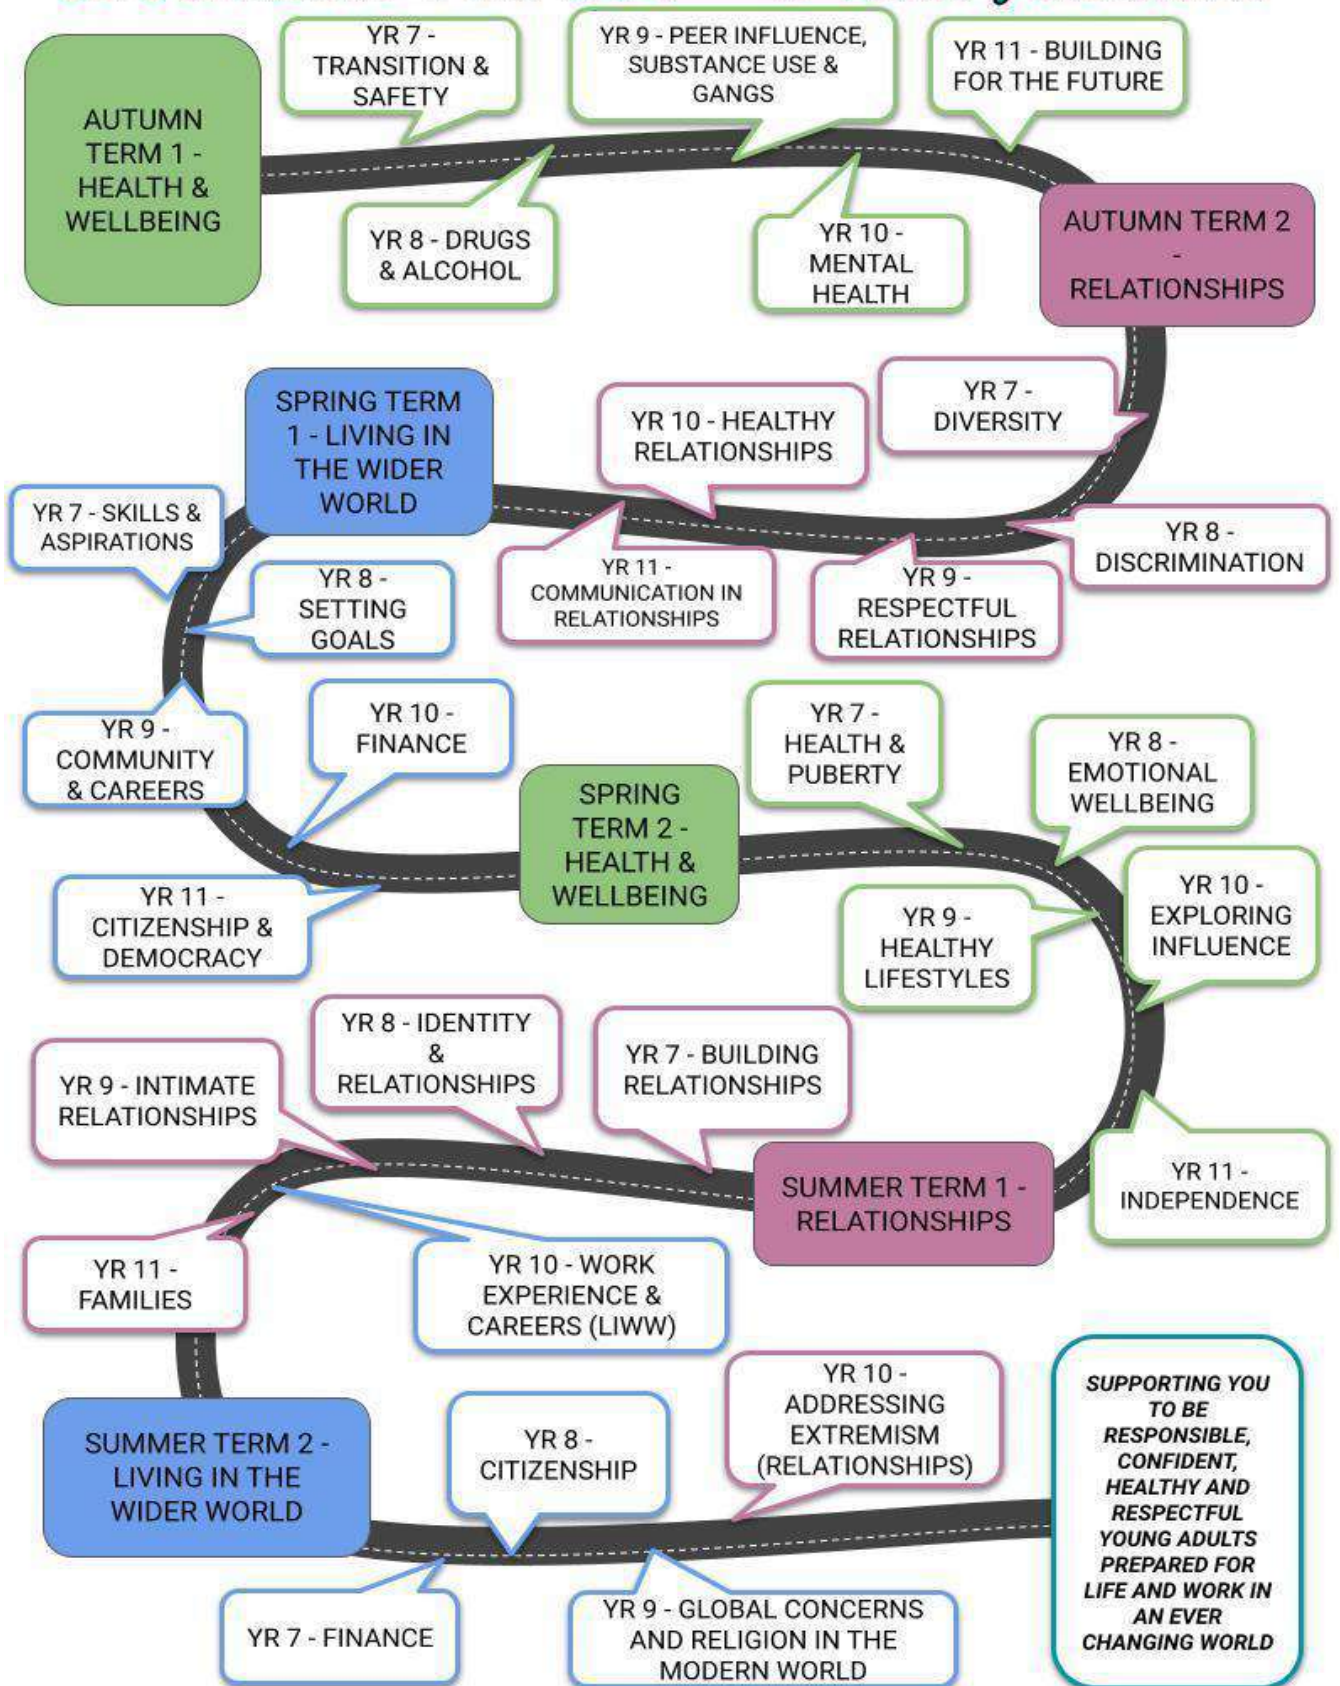 AUTUMN
TERM 1 -
HEALTH &
WELLBEING
YR 7 -
TRANSITION &
SAFETY
YR 9 - PEER INFLUENCE,
SUBSTANCE USE &
GANGS
YR 11 - BUILDING
FOR THE FUTURE
YR 8 - DRUGS
& ALCOHOL
YR 10 -
MENTAL
HEALTH
AUTUMN TERM 2
-
RELATIONSHIPS
YR 7 -
DIVERSITY
YR 8 -
DISCRIMINATION
YR 9 -
RESPECTFUL
RELATIONSHIPS
YR 10 - HEALTHY
RELATIONSHIPS
YR 11 -
COMMUNICATION IN
RELATIONSHIPS
SPRING TERM
1 - LIVING IN
THE WIDER
WORLD
YR 7 - SKILLS &
ASPIRATIONS
YR 8 -
SETTING
GOALS
YR 9 -
COMMUNITY
& CAREERS
YR 10 -
FINANCE
YR 11 -
CITIZENSHIP &
DEMOCRACY
SPRING
TERM 2 -
HEALTH &
WELLBEING
YR 7 -
HEALTH &
PUBERTY
YR 8 -
EMOTIONAL
WELLBEING
YR 9 -
HEALTHY
LIFESTYLES
YR 10 -
EXPLORING
INFLUENCE
YR 11 -
INDEPENDENCE
SUMMER TERM 1 -
RELATIONSHIPS
YR 7 - BUILDING
RELATIONSHIPS
YR 8 - IDENTITY
&
RELATIONSHIPS
YR 9 - INTIMATE
RELATIONSHIPS
YR 10 - WORK
EXPERIENCE &
CAREERS (LIWW)
YR 11 -
FAMILIES
SUMMER TERM 2 -
LIVING IN THE
WIDER WORLD
YR 7 - FINANCE
YR 8 -
CITIZENSHIP
YR 9 - GLOBAL CONCERNS
AND RELIGION IN THE
MODERN WORLD
YR 10 -
ADDRESSING
EXTREMISM
(RELATIONSHIPS)
SUPPORTING YOU
TO BE
RESPONSIBLE,
CONFIDENT,
HEALTHY AND
RESPECTFUL
YOUNG ADULTS
PREPARED FOR
LIFE AND WORK IN
AN EVER
CHANGING WORLD